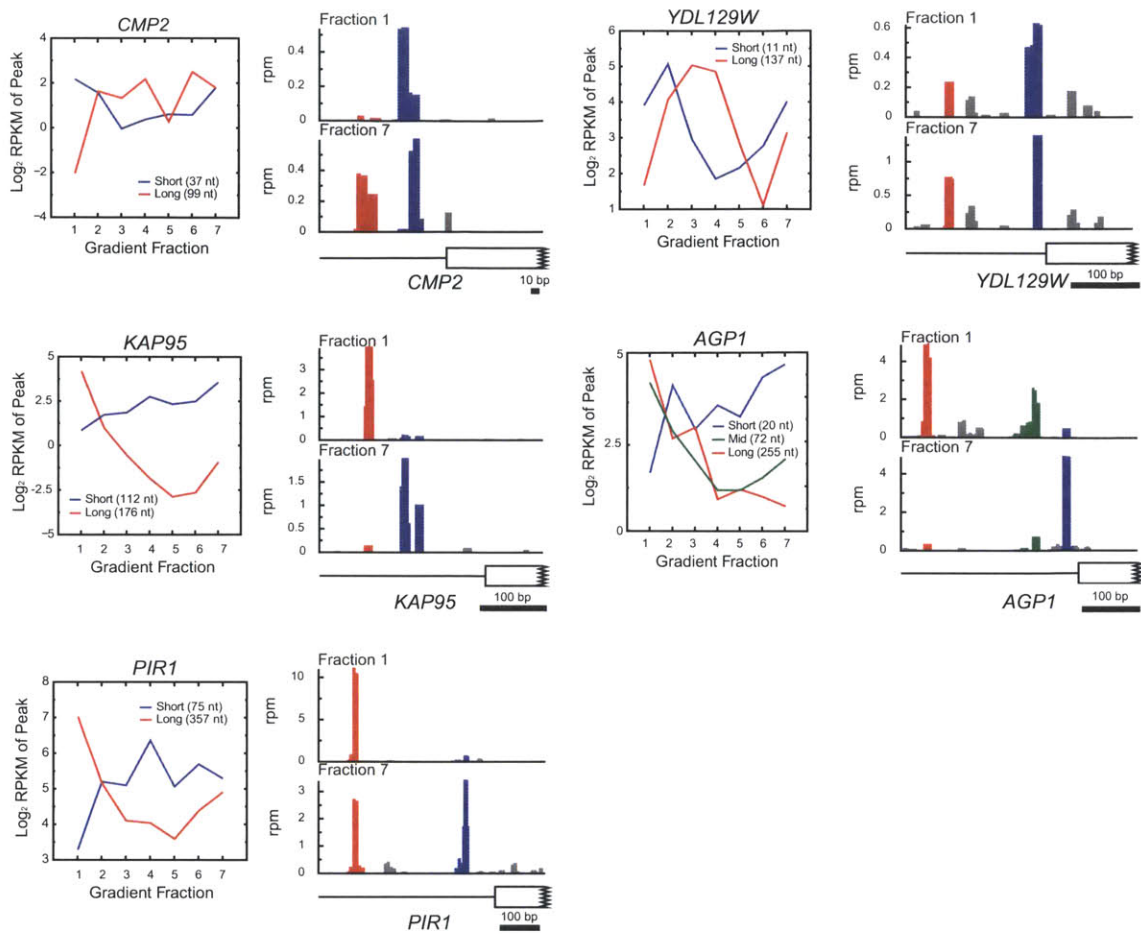 CMP2
Log₂ RPKM of Peak
4
2
0
−2
−4
Short (37 nt)
Long (99 nt)
1 2 3 4 5 6 7
Gradient Fraction
Fraction 1
rpm
0.4
0.2
0
Fraction 7
rpm
0.4
0.2
0
CMP2
10 bp
YDL129W
Log₂ RPKM of Peak
6
5
4
3
2
1
Short (11 nt)
Long (137 nt)
1 2 3 4 5 6 7
Gradient Fraction
Fraction 1
rpm
0.6
0.4
0.2
0
Fraction 7
rpm
1
0.5
0
YDL129W
100 bp
KAP95
Log₂ RPKM of Peak
5
2.5
0
-2.5
−5
Short (112 nt)
Long (176 nt)
1 2 3 4 5 6 7
Gradient Fraction
Fraction 1
rpm
3
2
1
0
Fraction 7
rpm
1.5
1
0.5
0
KAP95
100 bp
AGP1
Log₂ RPKM of Peak
5
2.5
0
Short (20 nt)
Mid (72 nt)
Long (255 nt)
1 2 3 4 5 6 7
Gradient Fraction
Fraction 1
rpm
4
2
0
Fraction 7
rpm
4
2
0
AGP1
100 bp
PIR1
Log₂ RPKM of Peak
8
7
6
5
4
3
Short (75 nt)
Long (357 nt)
1 2 3 4 5 6 7
Gradient Fraction
Fraction 1
rpm
10
5
0
Fraction 7
rpm
3
2
1
0
PIR1
100 bp